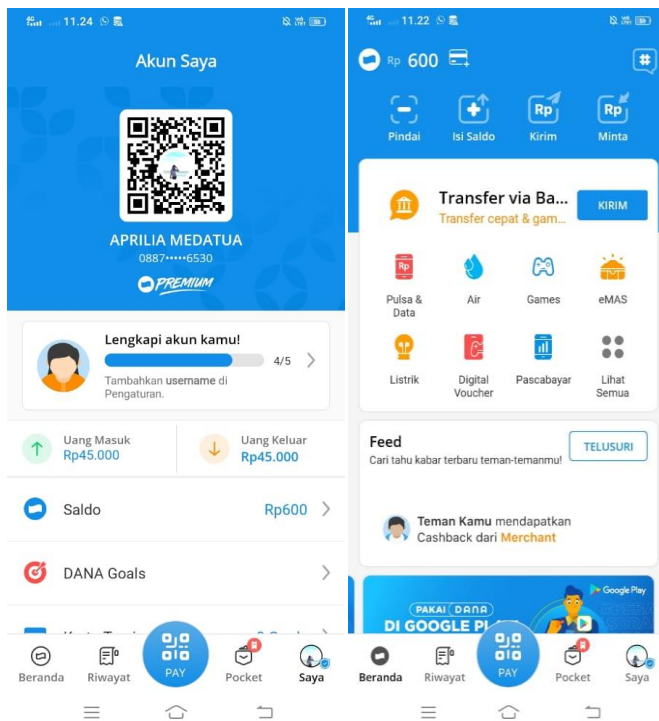 11.24
Akun Saya
APRILIA MEDATUA
0887•••••6530
PREMIUM
Lengkapi akun kamu!
4/5
Tambahkan username di
Pengaturan.
Uang Masuk
Rp45.000
Uang Keluar
Rp45.000
Saldo
Rp600
DANA Goals
Beranda
Riwayat
PAY
Pocket
Saya
11.22
Rp 600
Pindai
Isi Saldo
Rp
Kirim
Rp
Minta
Transfer via Ba...
Transfer cepat & gam...
KIRIM
Rp
Pulsa &
Data
Air
Games
eMAS
Listrik
Digital
Voucher
Pascabayar
Lihat
Semua
Feed
Cari tahu kabar terbaru teman-temanmu!
TELUSURI
Teman Kamu mendapatkan
Cashback dari Merchant
Google Play
PAKAI DANA
DI GOOGLE
Beranda
Riwayat
PAY
Pocket
Saya